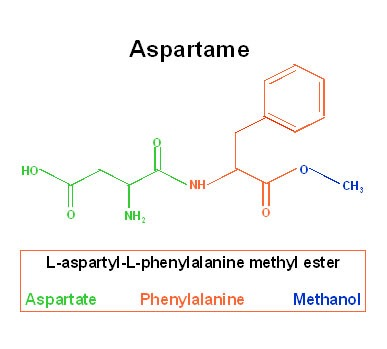 Aspartame
O
HO
NH
O
CH3
O
NH2
O
L-aspartyl-L-phenylalanine methyl ester
Aspartate Phenylalanine Methanol